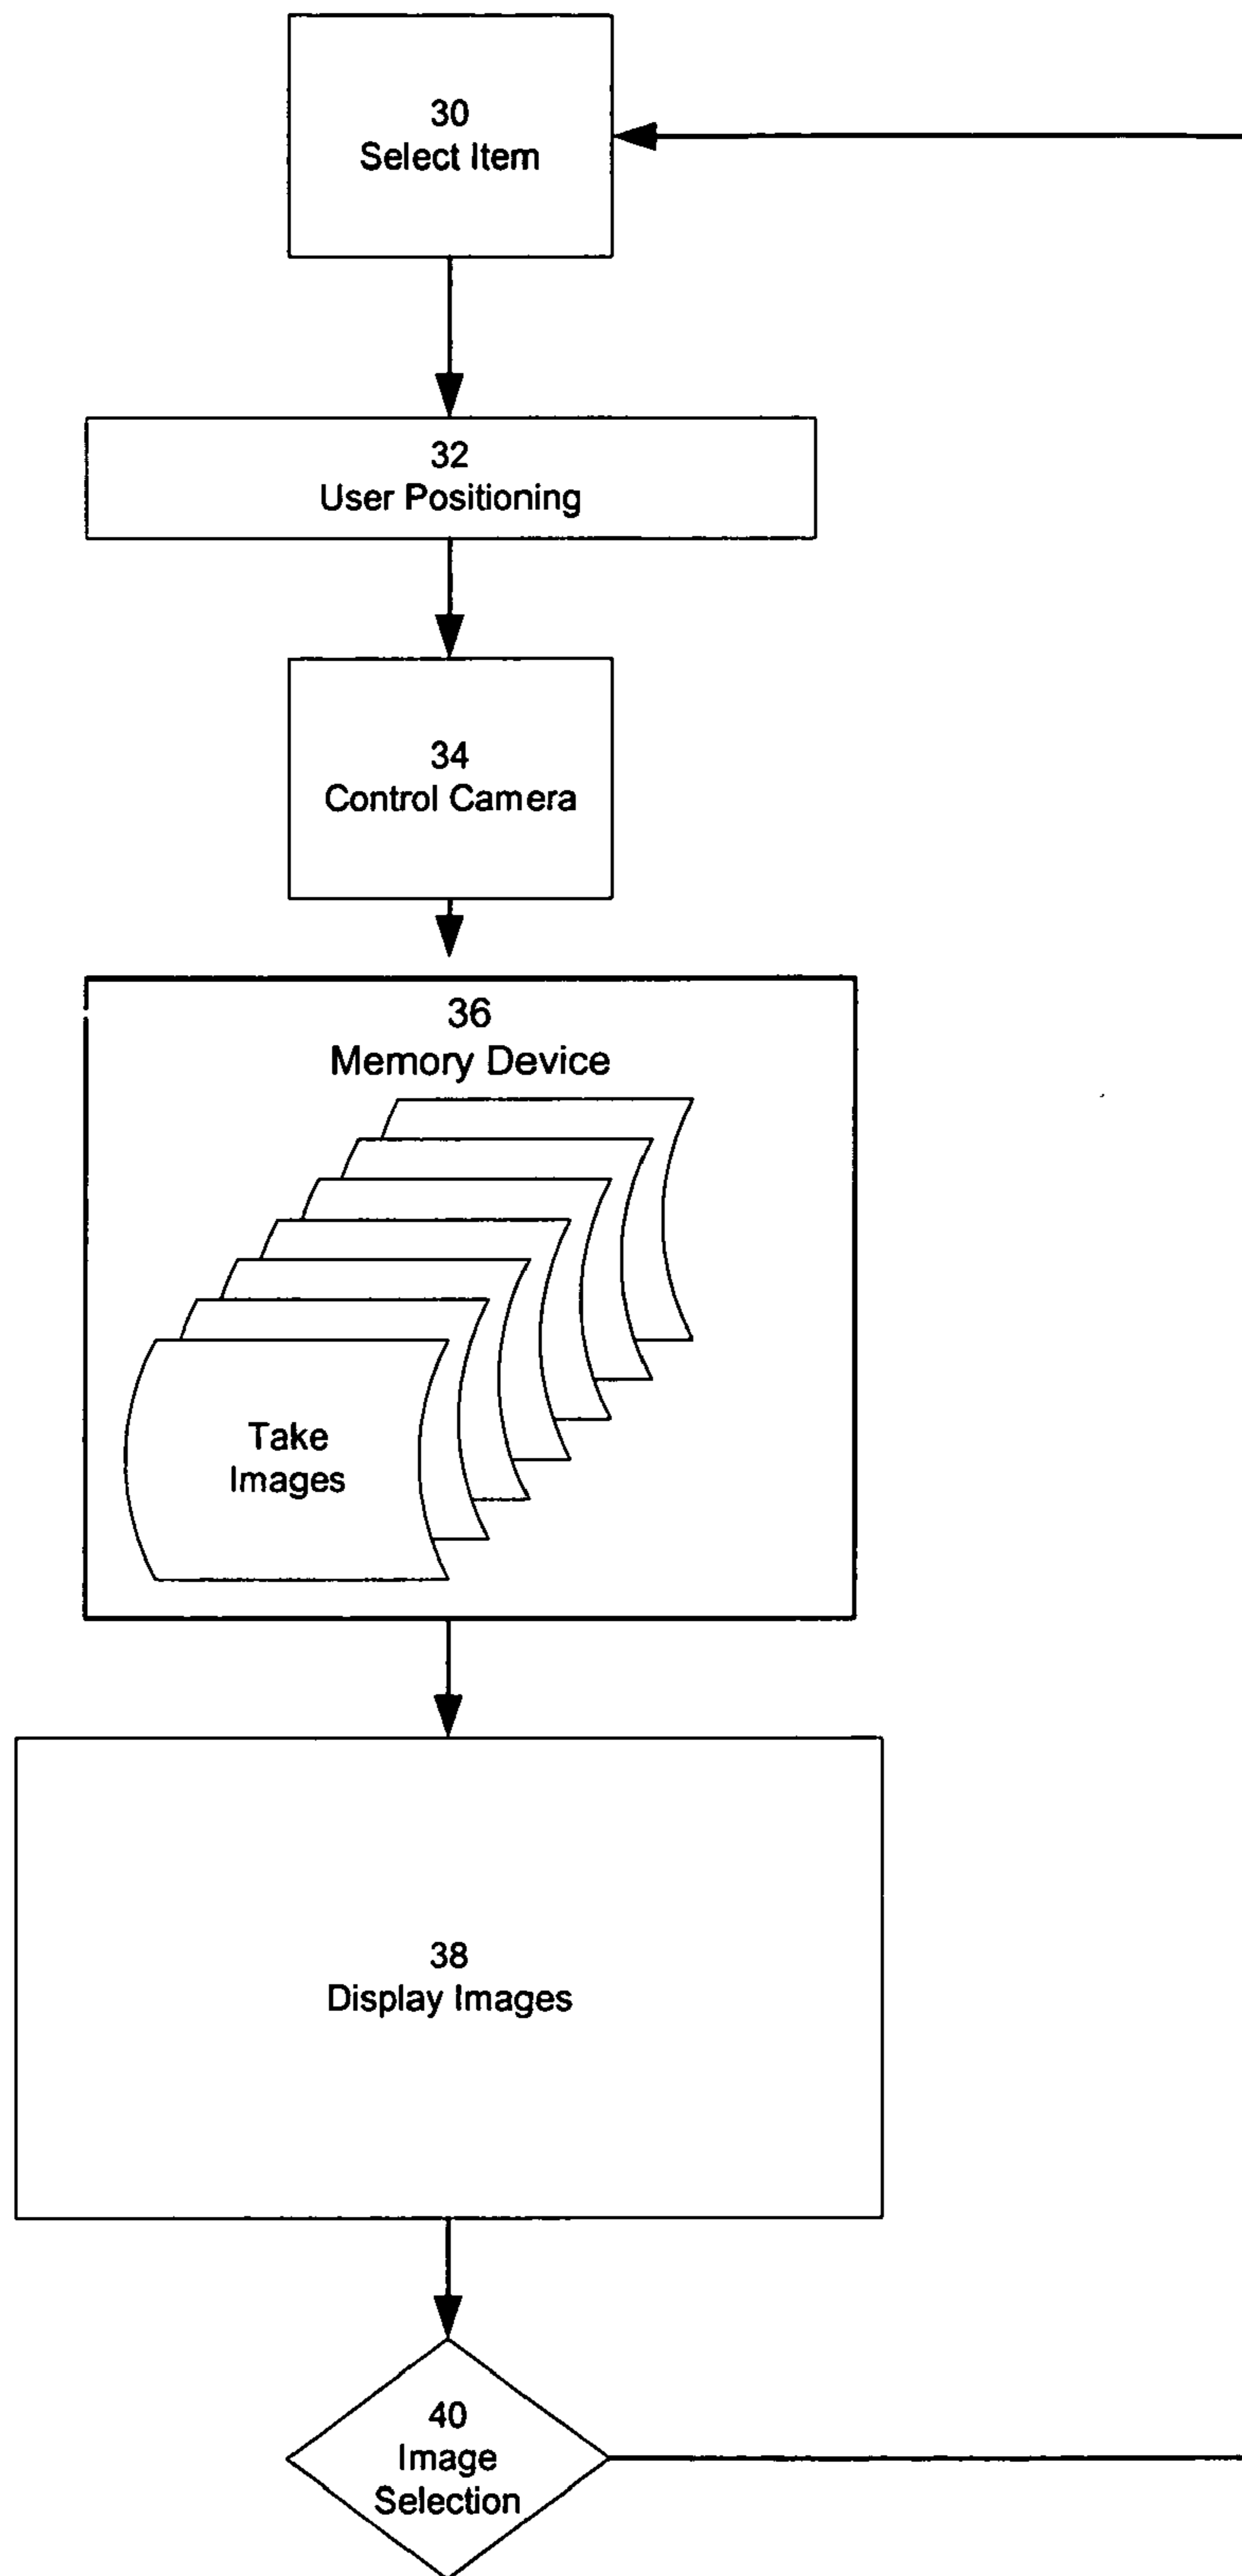 30
Select Item
32
User Positioning
34
Control Camera
36
Memory Device
Take
Images
38
Display Images
40
Image
Selection